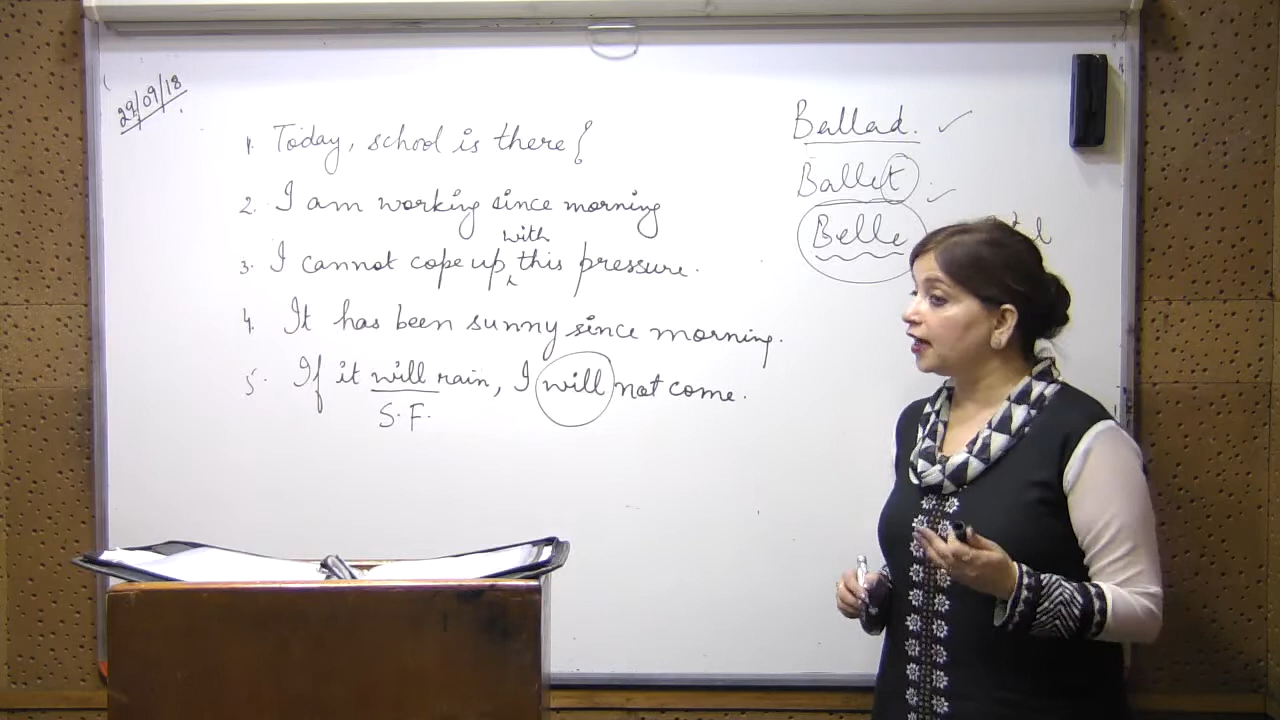 29/09/18
1. Today, school is there {
2. I am working since morning
with
3. I cannot cope up ‸ this pressure.
4. It has been sunny since morning.
5. If it will rain, I will not come.
S.F.
Ballad. ✓
Ballet ✓
Belle